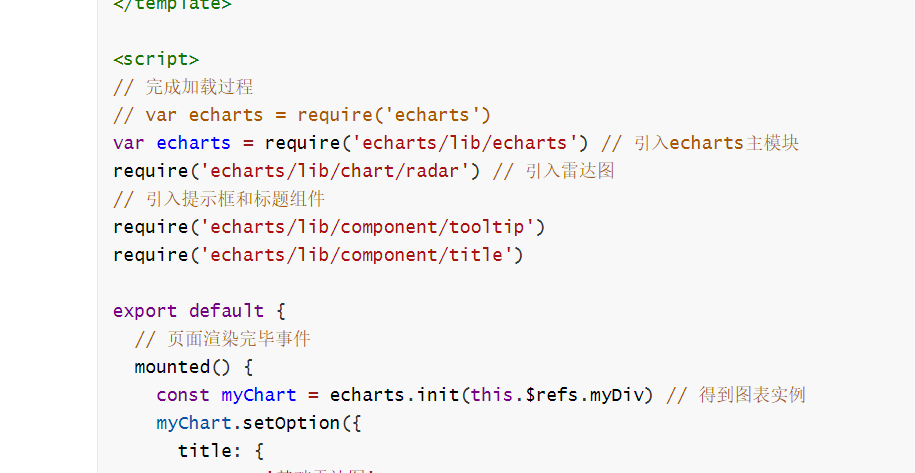 </template>
<script>
// 完成加载过程
// var echarts = require('echarts')
var echarts = require('echarts/lib/echarts') // 引入echarts主模块
require('echarts/lib/chart/radar') // 引入雷达图
// 引入提示框和标题组件
require('echarts/lib/component/tooltip')
require('echarts/lib/component/title')
export default {
// 页面渲染完毕事件
mounted() {
const myChart = echarts.init(this.$refs.myDiv) // 得到图表实例
myChart.setOption({
title: {